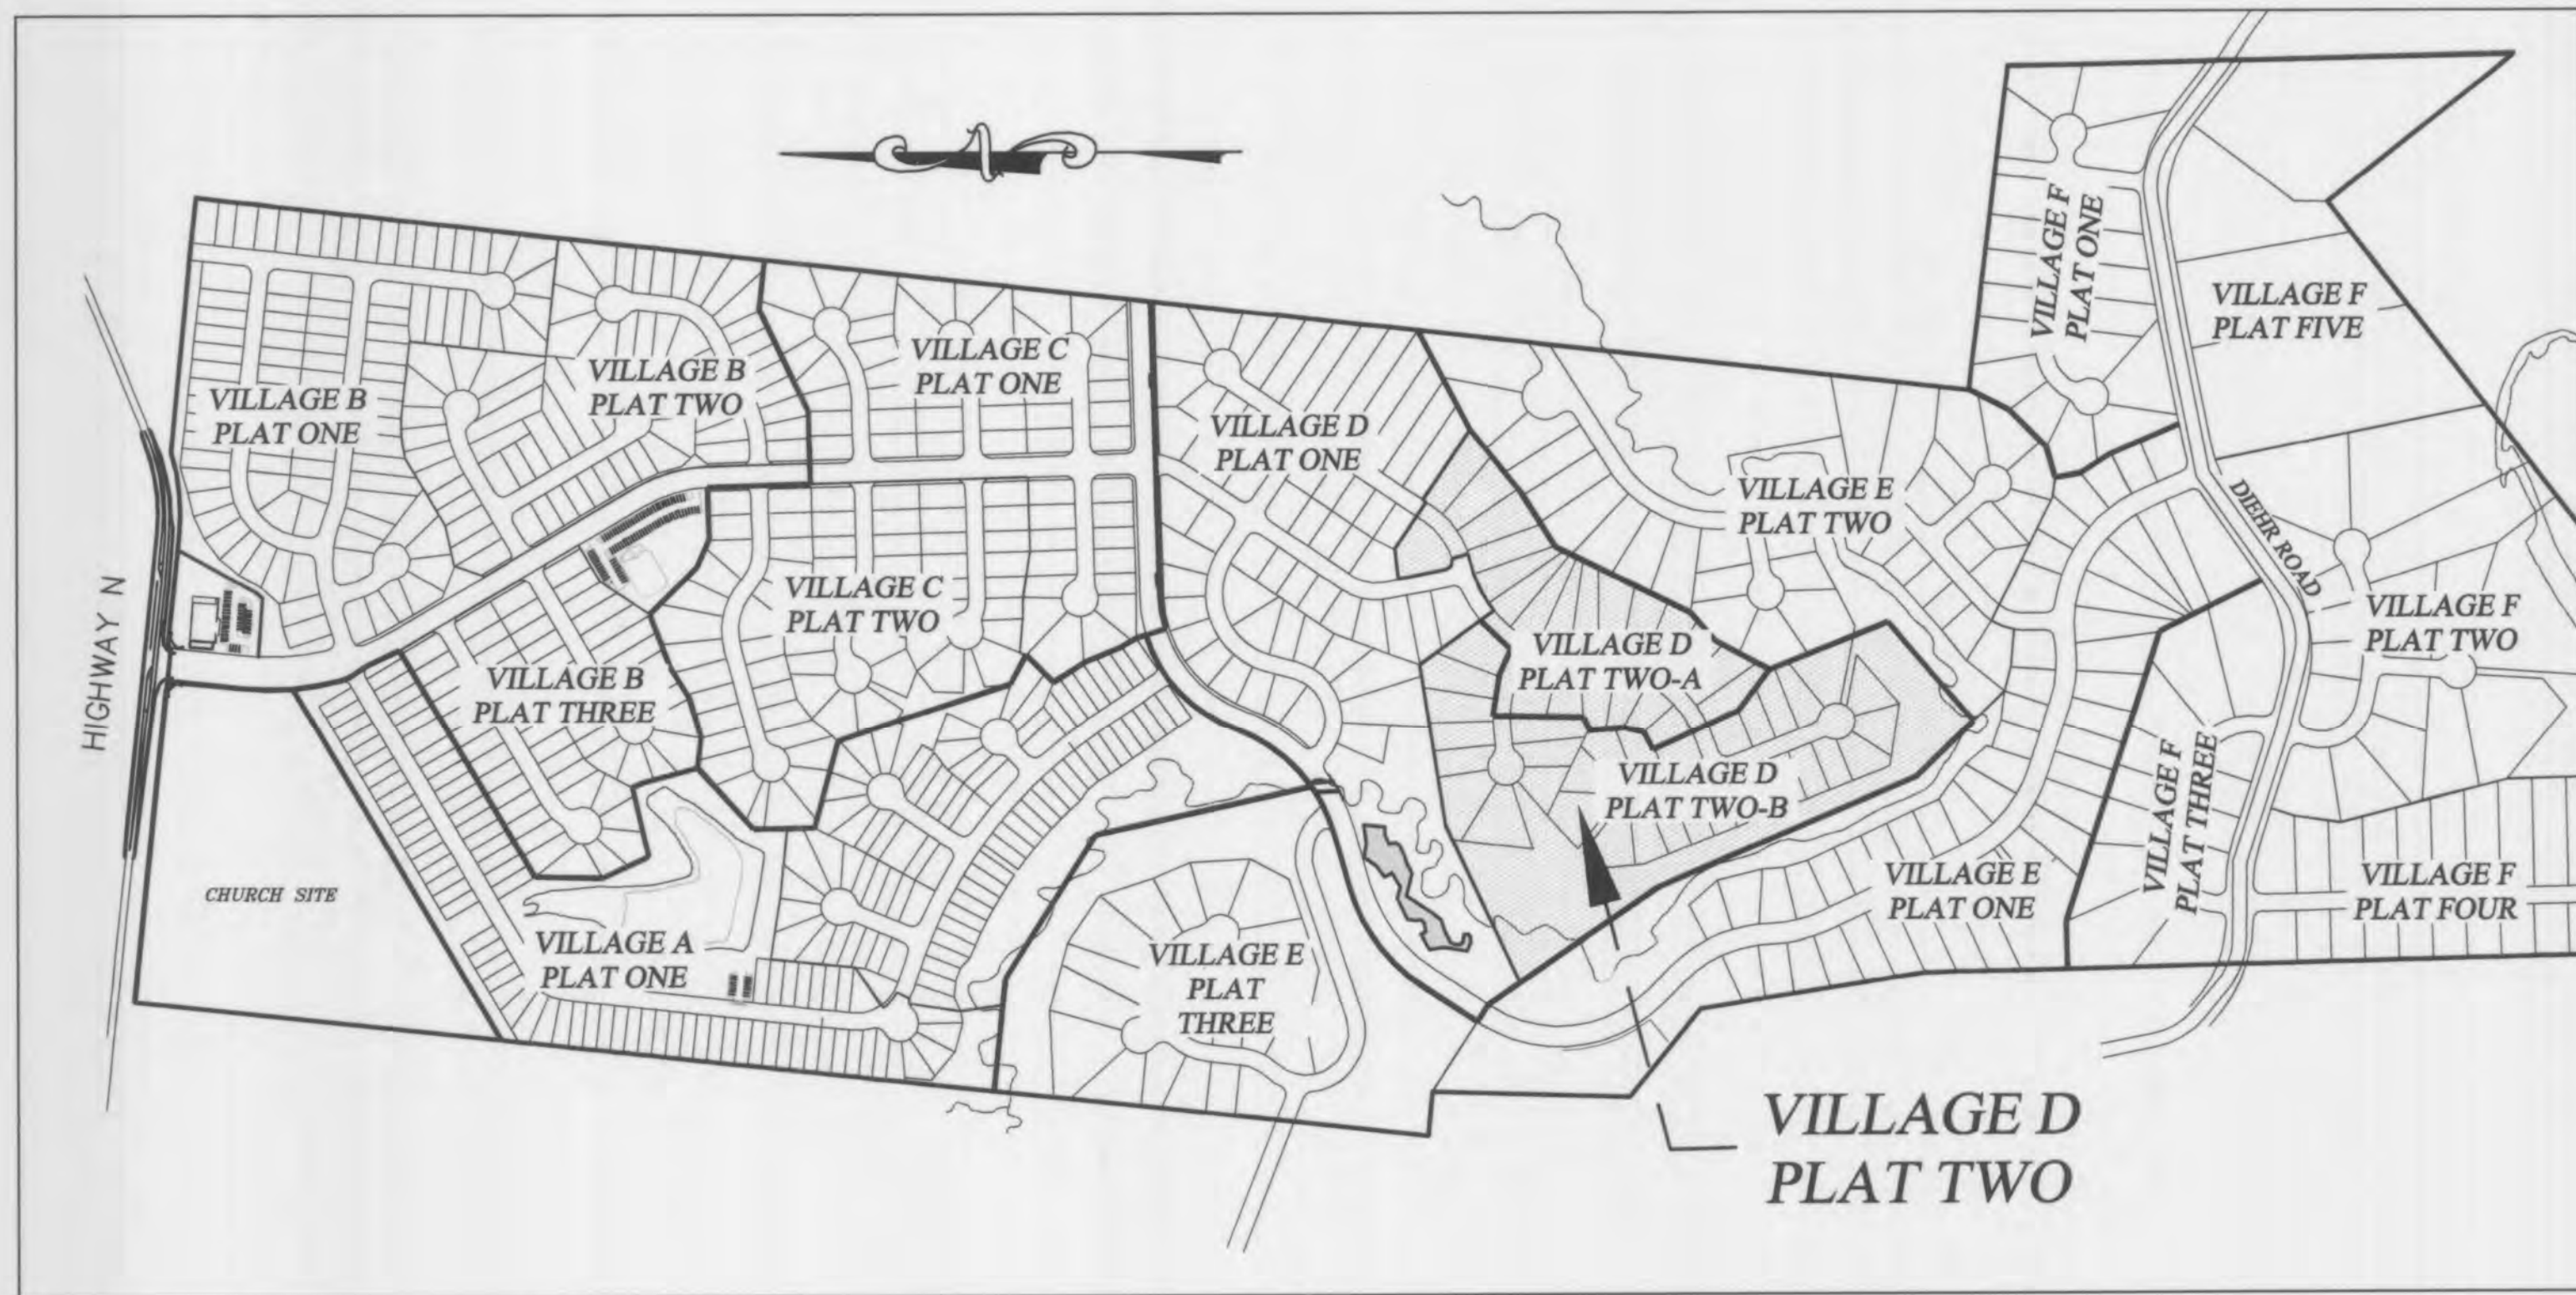 N
HIGHWAY N
VILLAGE B
PLAT ONE
VILLAGE B
PLAT TWO
VILLAGE C
PLAT ONE
VILLAGE D
PLAT ONE
VILLAGE E
PLAT TWO
VILLAGE F
PLAT ONE
VILLAGE F
PLAT FIVE
DIEHR ROAD
VILLAGE B
PLAT THREE
VILLAGE C
PLAT TWO
VILLAGE D
PLAT TWO-A
VILLAGE D
PLAT TWO-B
VILLAGE F
PLAT TWO
CHURCH SITE
VILLAGE A
PLAT ONE
VILLAGE E
PLAT
THREE
VILLAGE E
PLAT ONE
VILLAGE F
PLAT THREE
VILLAGE F
PLAT FOUR
VILLAGE D
PLAT TWO